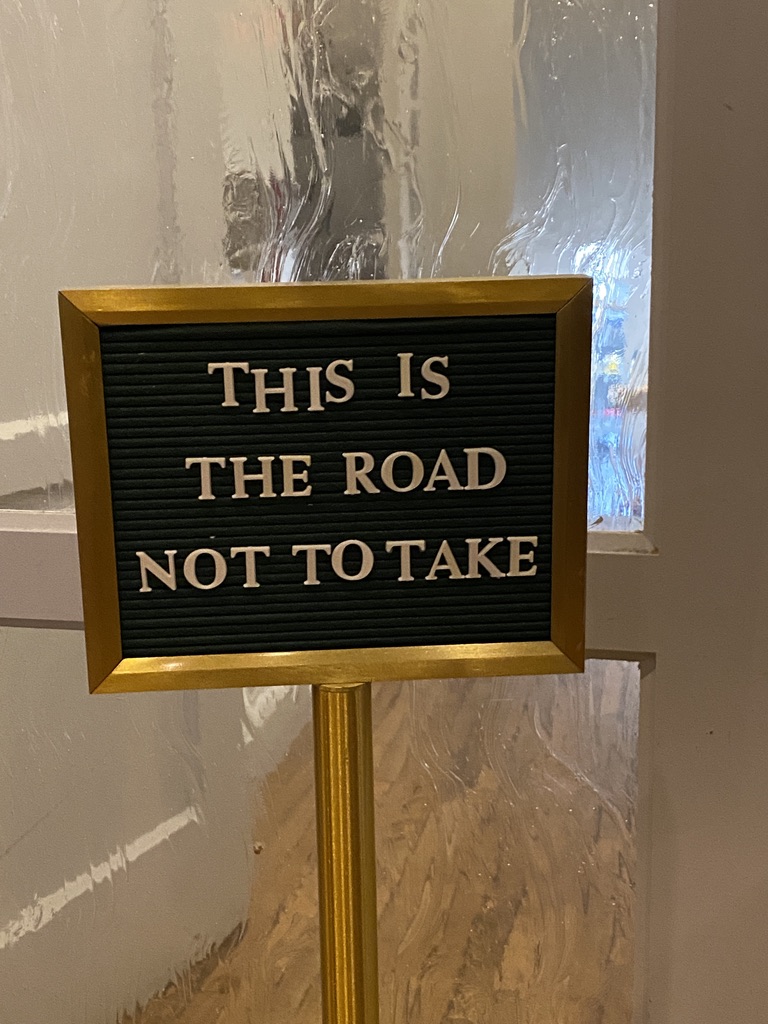 THIS IS
THE ROAD
NOT TO TAKE